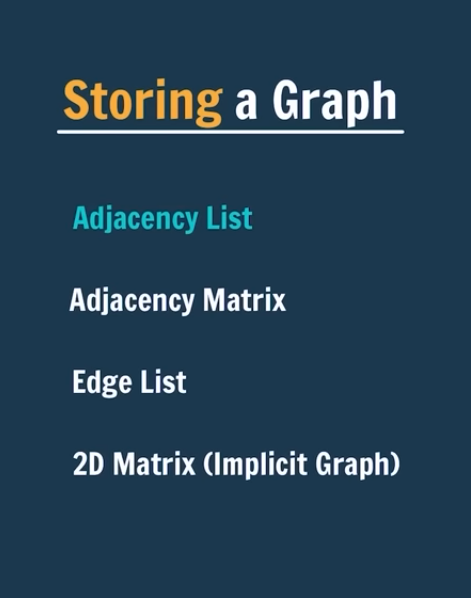 Storing a Graph
Adjacency List
Adjacency Matrix
Edge List
2D Matrix (Implicit Graph)